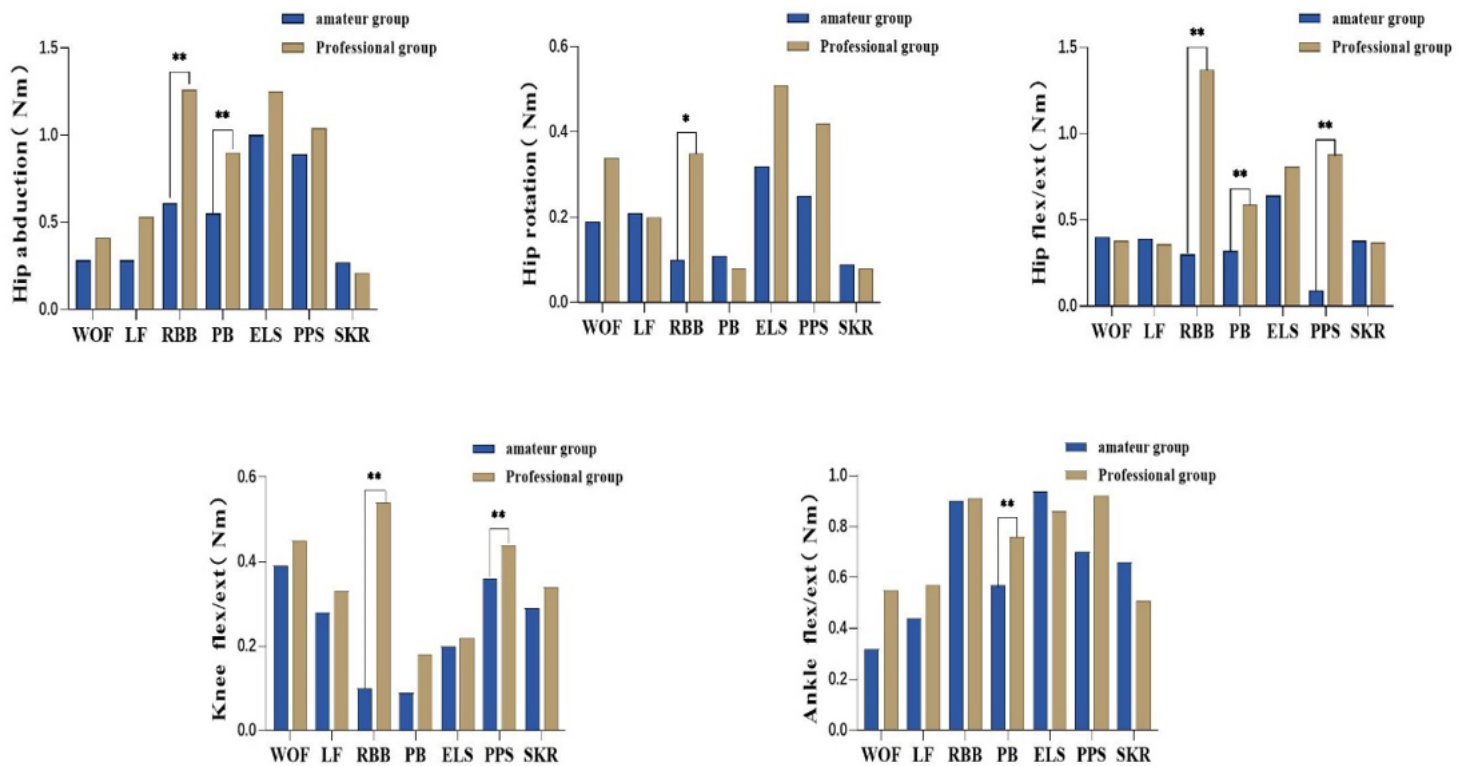 amateur group
Professional group
Hip abduction ( Nm)
1.5
1.0
0.5
0.0
**
**
WOF LF RBB PB ELS PPS SKR
amateur group
Professional group
Hip rotation ( Nm)
0.6
0.4
0.2
0.0
*
WOF LF RBB PB ELS PPS SKR
amateur group
Professional group
Hip flex/ext ( Nm)
1.5
1.0
0.5
0.0
**
**
**
WOF LF RBB PB ELS PPS SKR
amateur group
Professional group
Knee flex/ext ( Nm)
0.6
0.4
0.2
0.0
**
**
WOF LF RBB PB ELS PPS SKR
amateur group
Professional group
Ankle flex/ext ( Nm)
1.0
0.8
0.6
0.4
0.2
0.0
**
WOF LF RBB PB ELS PPS SKR